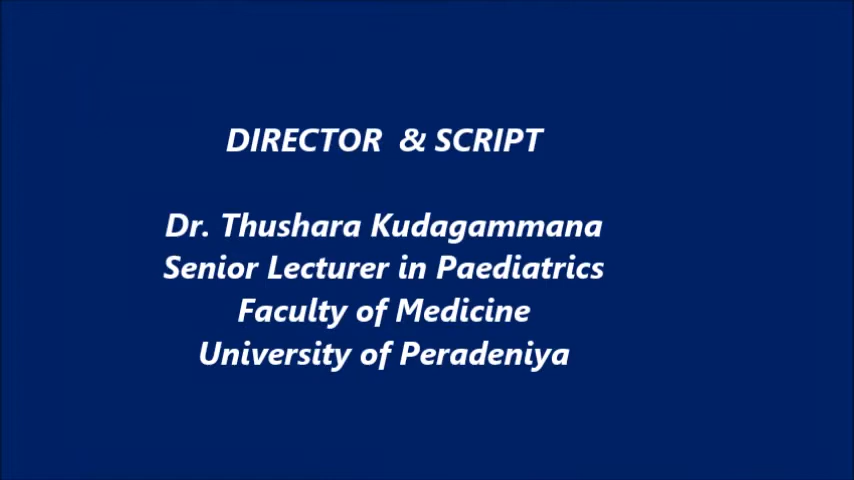 DIRECTOR & SCRIPT
Dr. Thushara Kudagammana
Senior Lecturer in Paediatrics
Faculty of Medicine
University of Peradeniya